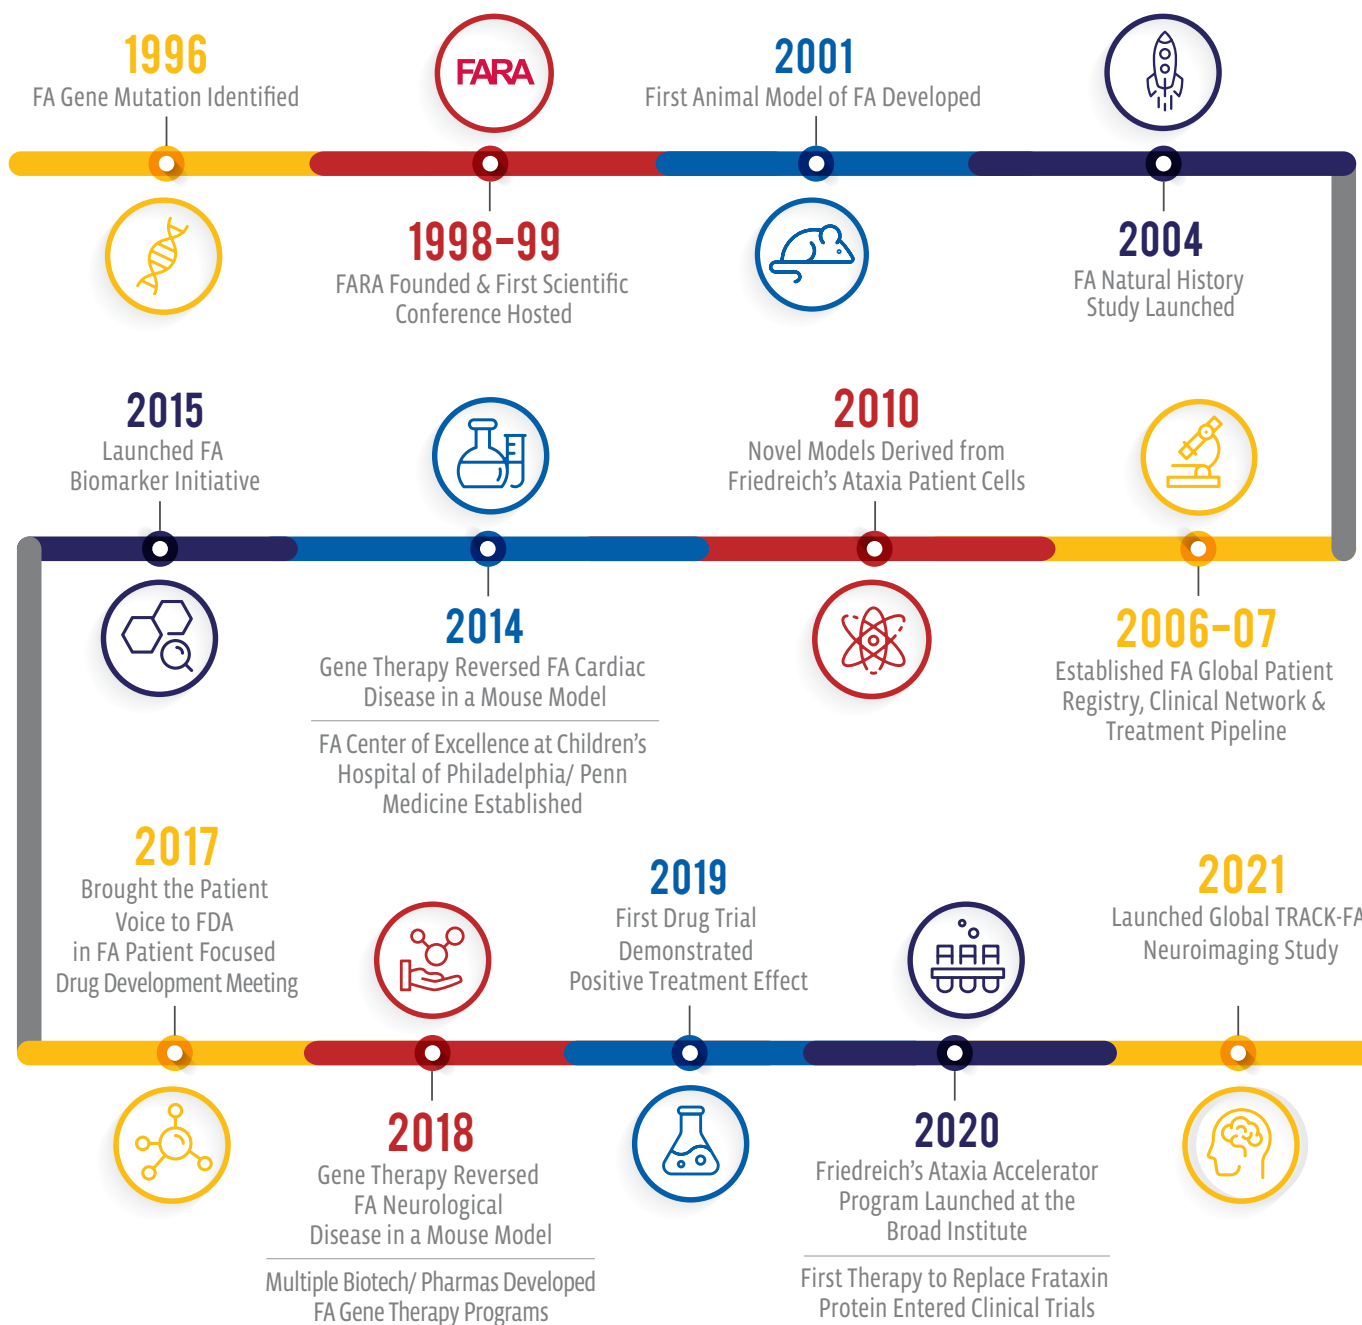 1996
FA Gene Mutation Identified
FARA
1998-99
FARA Founded & First Scientific
Conference Hosted
2001
First Animal Model of FA Developed
2004
FA Natural History
Study Launched
2006-07
Established FA Global Patient
Registry, Clinical Network &
Treatment Pipeline
2010
Novel Models Derived from
Friedreich's Ataxia Patient Cells
2014
Gene Therapy Reversed FA Cardiac
Disease in a Mouse Model
FA Center of Excellence at Children's
Hospital of Philadelphia/ Penn
Medicine Established
2015
Launched FA
Biomarker Initiative
2017
Brought the Patient
Voice to FDA
in FA Patient Focused
Drug Development Meeting
2018
Gene Therapy Reversed
FA Neurological
Disease in a Mouse Model
Multiple Biotech/ Pharmas Developed
FA Gene Therapy Programs
2019
First Drug Trial
Demonstrated
Positive Treatment Effect
2020
Friedreich's Ataxia Accelerator
Program Launched at the
Broad Institute
First Therapy to Replace Frataxin
Protein Entered Clinical Trials
2021
Launched Global TRACK-FA
Neuroimaging Study